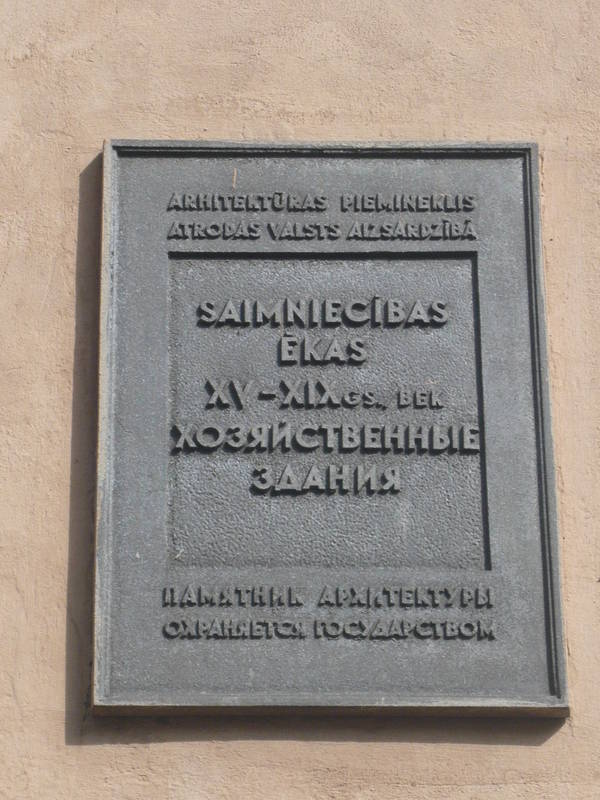 ARHITEKTŪRAS PIEMINEKLIS
ATRODAS VALSTS AIZSARDZĪBĀ
SAIMNIECĪBAS
ĒKAS
XV-XIX GS., ВЕК
ХОЗЯЙСТВЕННЫЕ
ЗДАНИЯ
ПАМЯТНИК АРХИТЕКТУРЫ
ОХРАНЯЕТСЯ ГОСУДАРСТВОМ